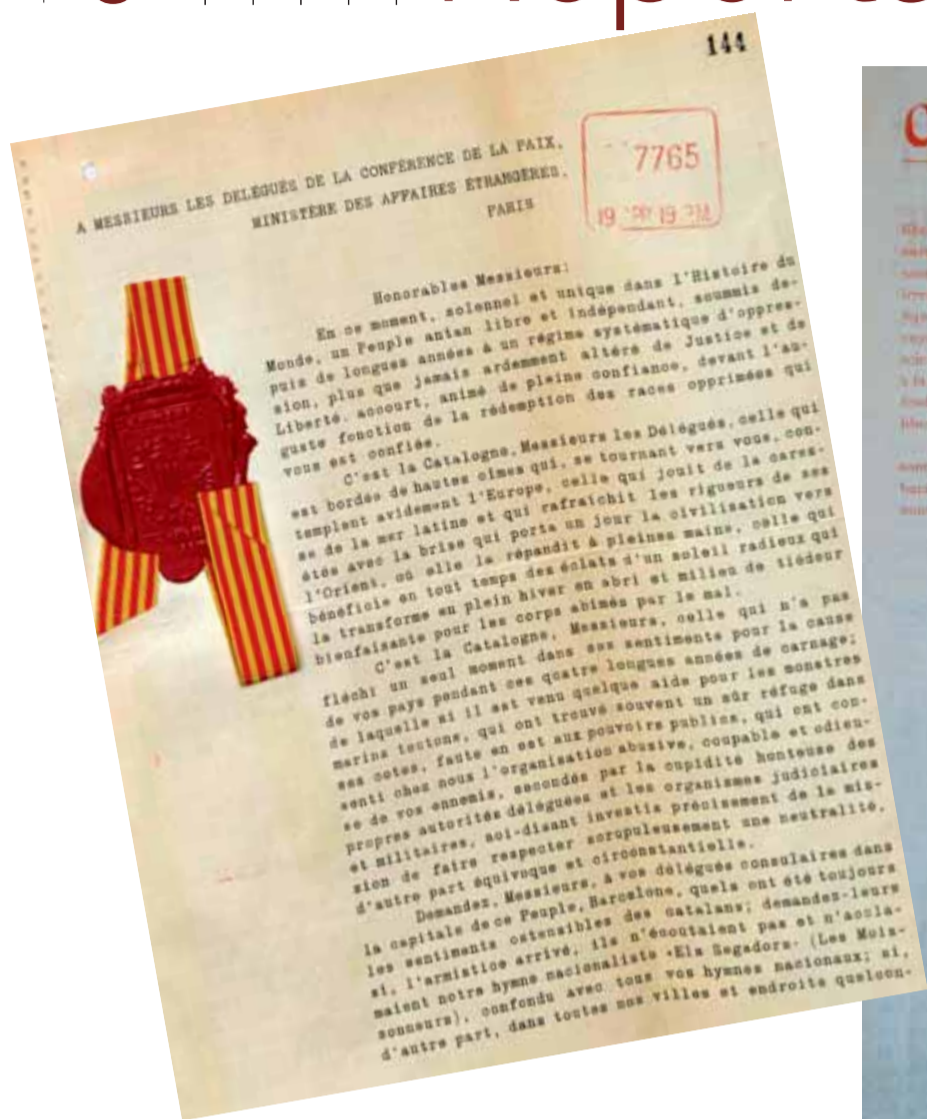 144
7765
A MESSIEURS LES DELÉGUÉS DE LA CONFÉRENCE DE LA PAIX,
MINISTÈRE DES AFFAIRES ETRANGÈRES,
PARIS
Honorables Messieurs:
En ce moment, solennel et unique dans l'Histoire du
Monde, un Peuple anian libre et indépendant, soummis de-
puis de longues années à un régime systématique d'oppres-
sion, plus que jamais ardemment altéré de Justice et de
Liberté, accourt, animé de pleine confiance, devant l'au-
guste fonction de la rédemption des races opprimées qui
vous est confiée.
C'est la Catalogne, Messieurs les Délégués, celle qui
est bordée de hautes cîmes qui, se tournant vers vous, con-
templent avidement l'Europe, celle qui jouit de la cares-
se de la mer latine et qui rafraîchit les rigueurs de ses
étés avec la brise qui porta un jour la civilisation vers
l'Orient, où elle la répandit à pleines mains, celle qui
bénéficie en tout temps des éclats d'un soleil radieux qui
la transforme en plein hiver en abri et milieu de tiédeur
bienfaisante pour les corps abîmés par le mal.
C'est la Catalogne, Messieurs, celle qui n'a pas
fléchi un seul moment dans ses sentiments pour la cause
de vos pays pendant ces quatre longues années de carnage;
de laquelle si il est venu quelque aide pour les monstres
marins teutons, qui ont trouvé souvent un sûr réfuge dans
ses cotes, faute en est aux pouvoirs publics, qui ont con-
senti chez nous l'organisation abusive, coupable et odieu-
se de vos ennemis, secondés par la cupidité honteuse des
propres autorités déléguées et les organismes judiciaires
et militaires, soi-disant investis précisement de la mis-
sion de faire respecter scrupuleusement une neutralité,
d'autre part équivoque et circonstantielle.
Demandez, Messieurs, à vos délégués consulaires dans
la capitale de ce Peuple, Barcelone, quels ont été toujours
les sentiments ostensibles des catalans; demandez-leurs
si, l'armistice arrivé, ils n'écoutaient pas et n'accla-
maient notre hymne nacionaliste «Els Segadors» (Les Mois-
sonneurs), confondu avec tous vos hymnes nacionaux; si,
d'autre part, dans toutes nos villes et endroits quelcon-